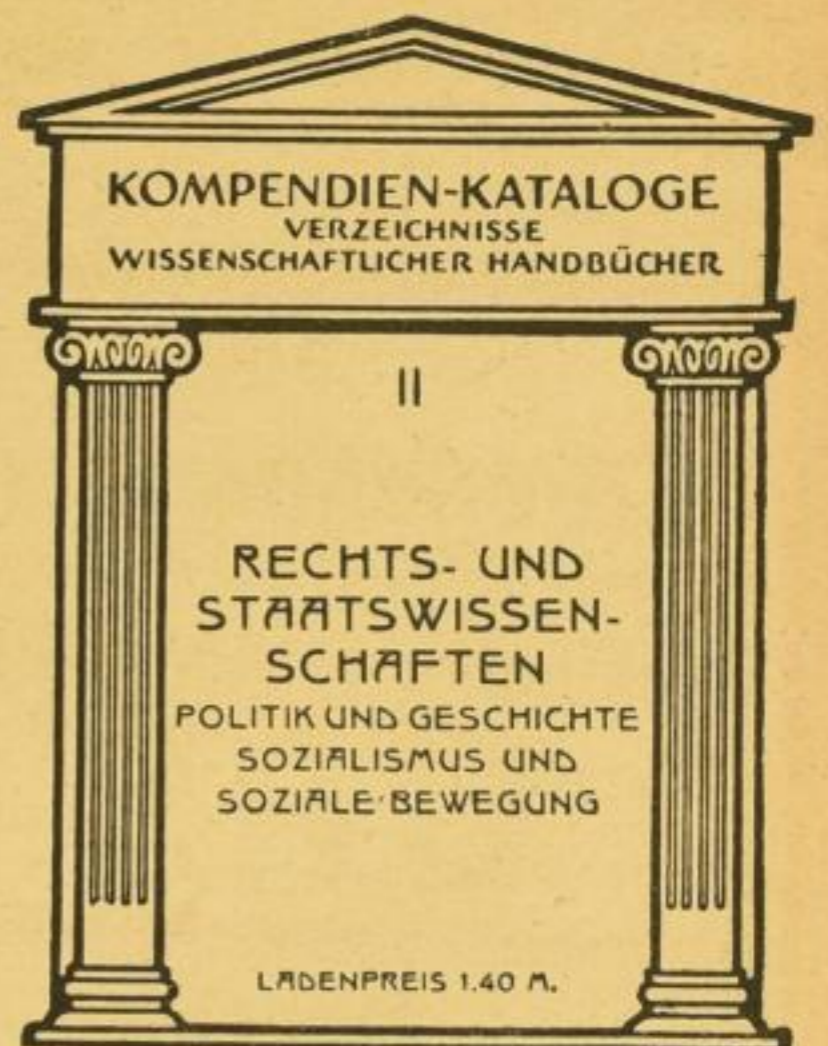 KOMPENDIEN-KATALOGE
VERZEICHNISSE
WISSENSCHAFTLICHER HANDBÜCHER
II
RECHTS- UND
STAATSWISSEN-
SCHAFTEN
POLITIK UND GESCHICHTE
SOZIALISMUS UND
SOZIALE BEWEGUNG
LADENPREIS 1.40 M.